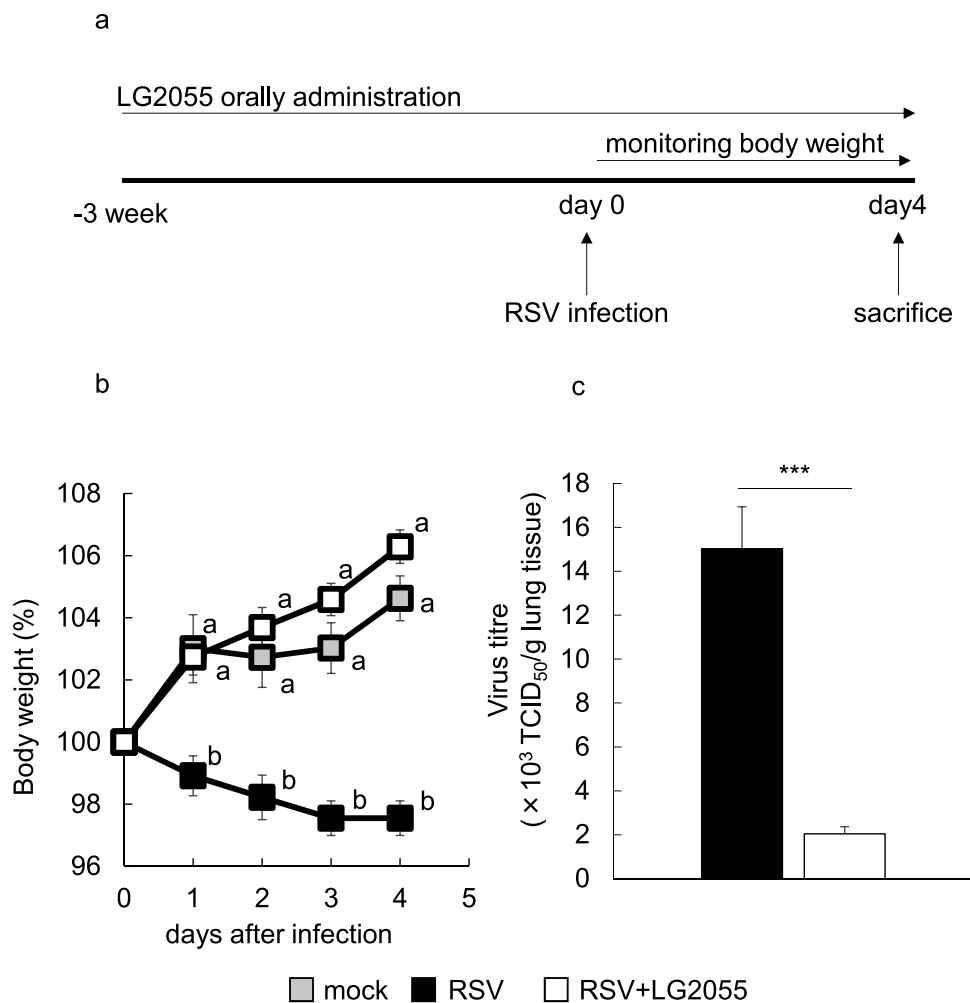 a
LG2055 orally administration
monitoring body weight
-3 week
day 0
day4
RSV infection
sacrifice
b
c
108
106
104
102
100
98
96
Body weight (%)
a
a
a
a
a
a
a
a
b
b
b
b
0
1
2
3
4
5
days after infection
***
18
16
14
12
10
8
6
4
2
0
Virus titre
(×10³ TCID₅₀/g lung tissue)
mock
RSV
RSV+LG2055